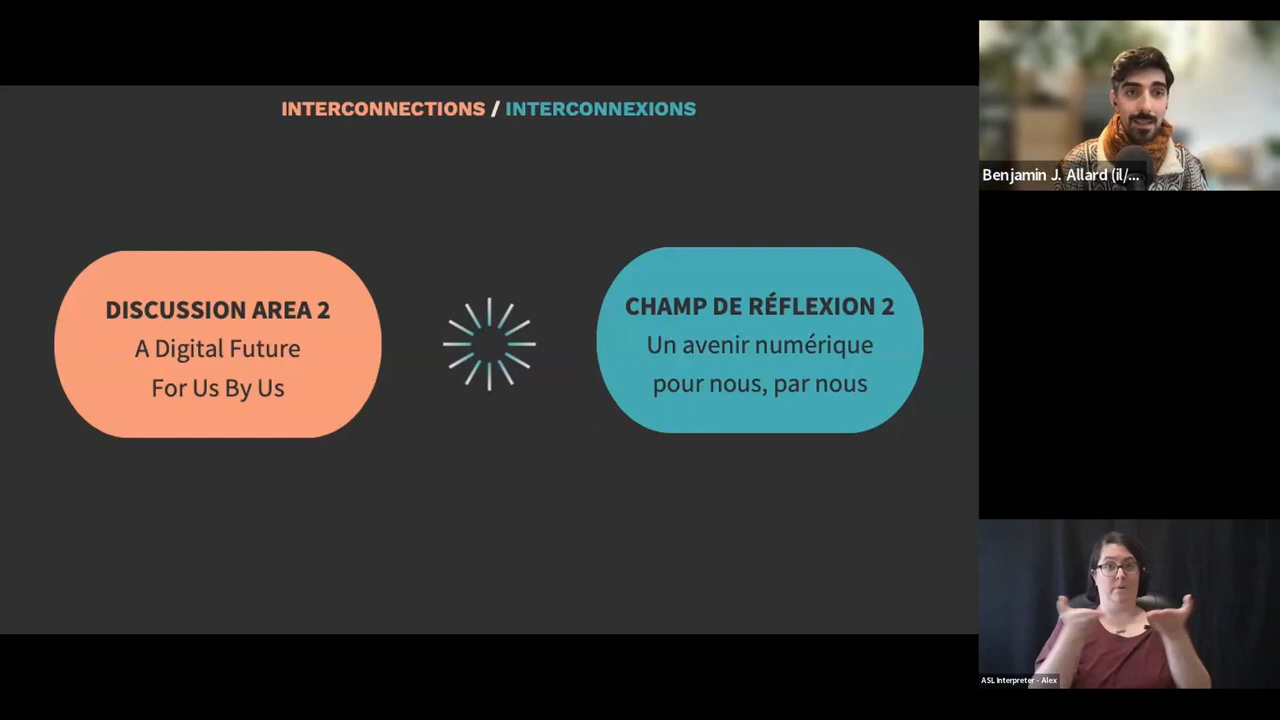 INTERCONNECTIONS / INTERCONNEXIONS
DISCUSSION AREA 2
A Digital Future
For Us By Us
CHAMP DE RÉFLEXION 2
Un avenir numérique
pour nous, par nous
Benjamin J. Allard (il/...
ASL Interpreter - Alex